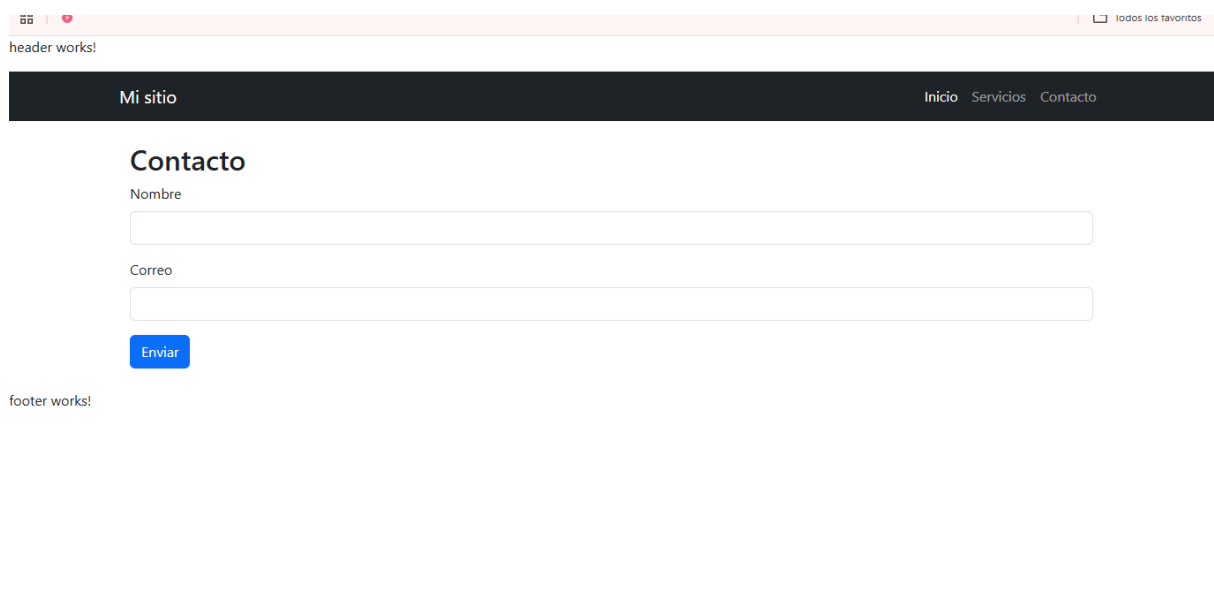 Todos los favoritos
header works!
Mi sitio Inicio Servicios Contacto
Contacto
Nombre
Correo
Enviar
footer works!